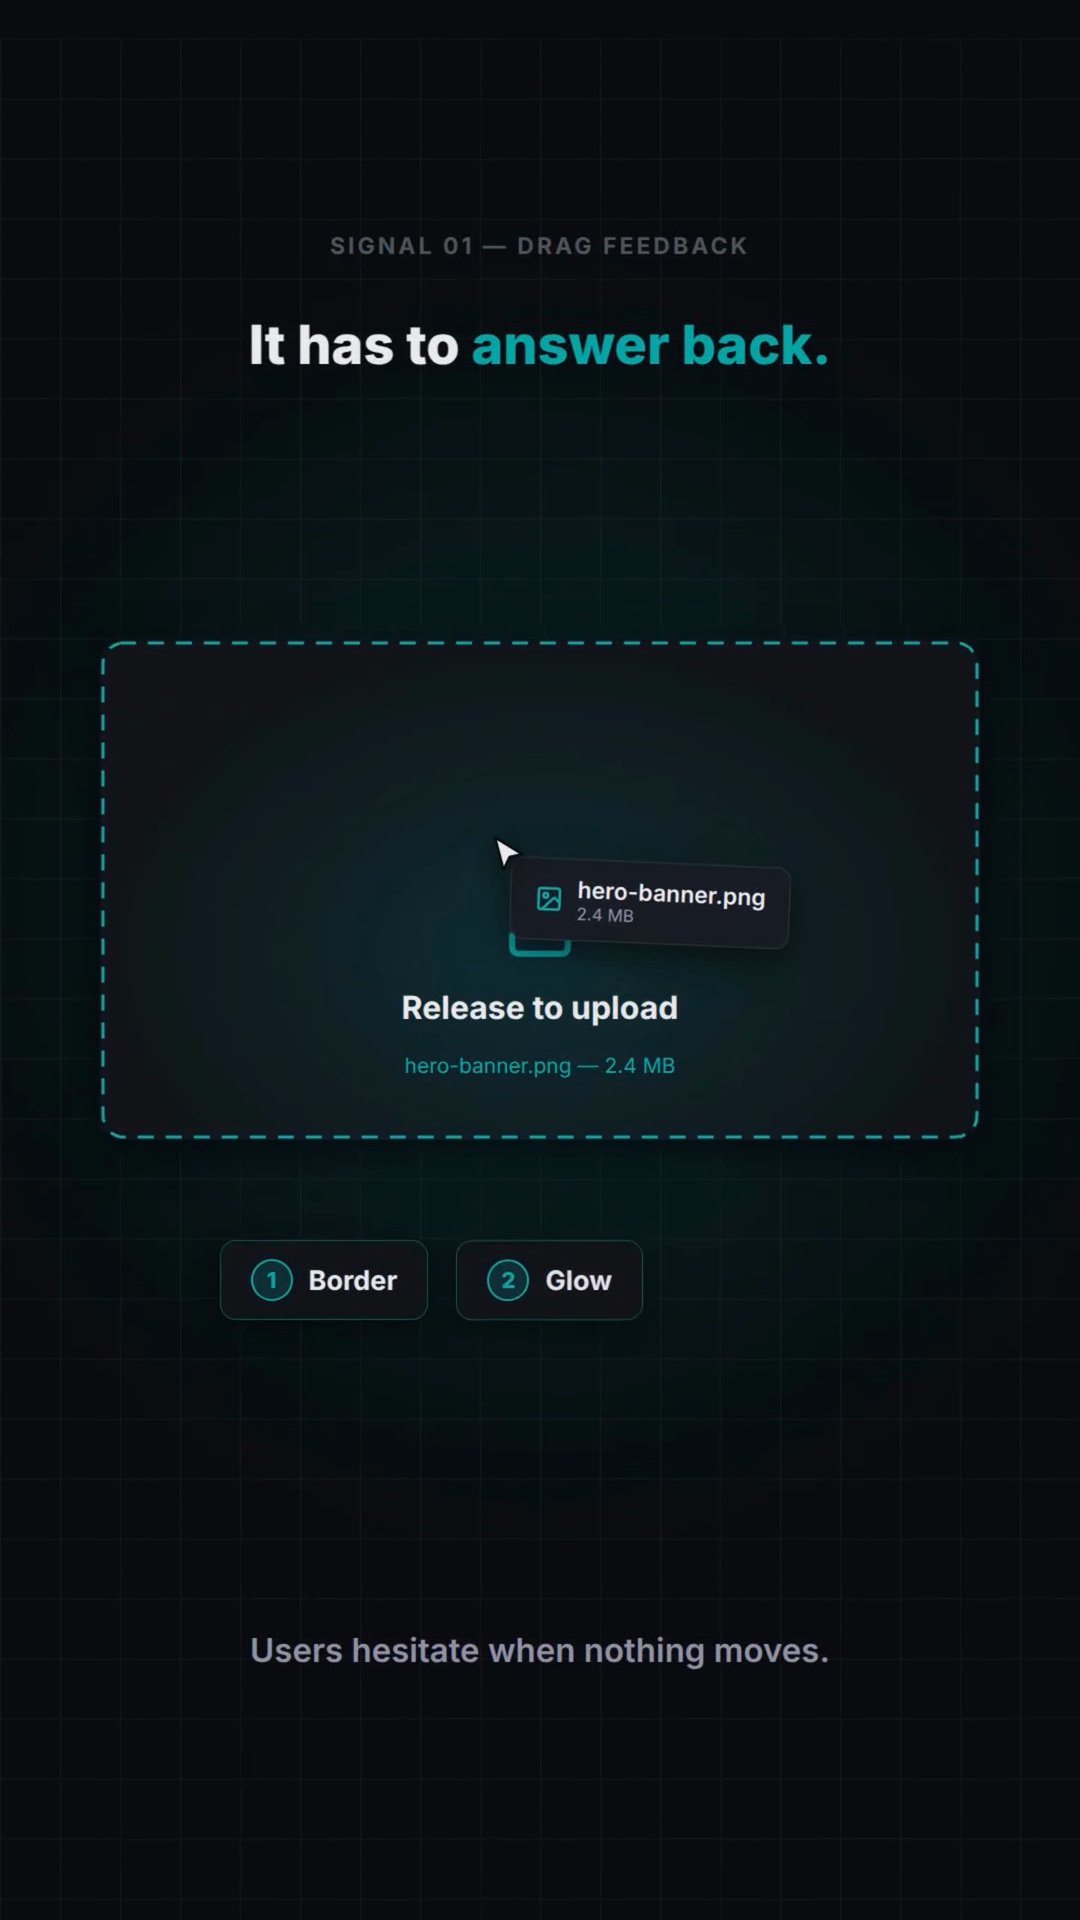 SIGNAL 01 — DRAG FEEDBACK
It has to answer back.
hero-banner.png
2.4 MB
Release to upload
hero-banner.png — 2.4 MB
1 Border
2 Glow
Users hesitate when nothing moves.